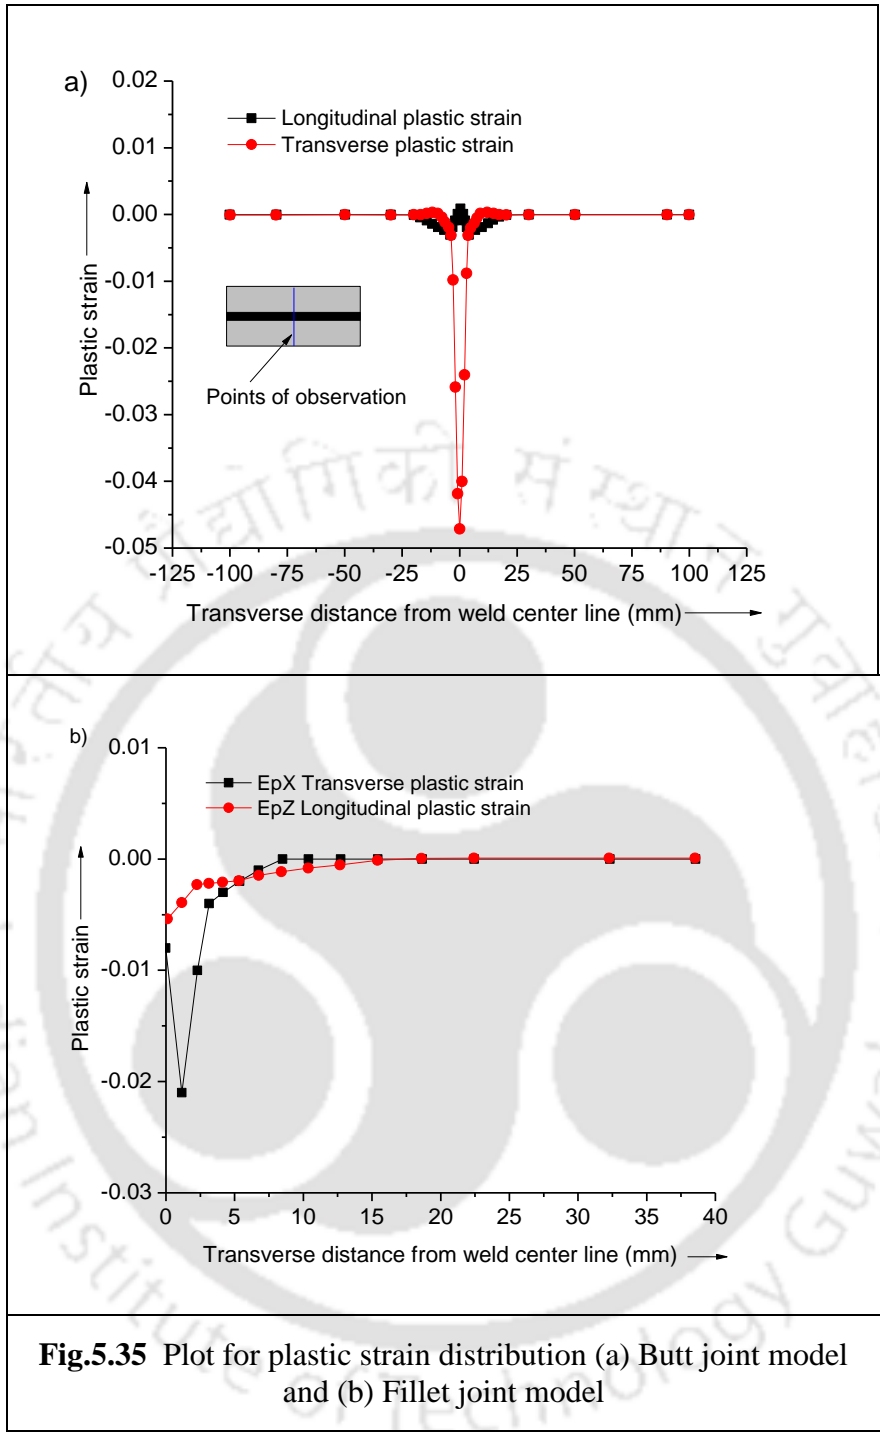 a)
0.02
0.01
0.00
-0.01
-0.02
-0.03
-0.04
-0.05
Plastic strain
Longitudinal plastic strain
Transverse plastic strain
Points of observation
-125 -100 -75 -50 -25 0 25 50 75 100 125
Transverse distance from weld center line (mm)
b)
0.01
0.00
-0.01
-0.02
-0.03
Plastic strain
EpX Transverse plastic strain
EpZ Longitudinal plastic strain
0 5 10 15 20 25 30 35 40
Transverse distance from weld center line (mm)
Fig.5.35 Plot for plastic strain distribution (a) Butt joint model
and (b) Fillet joint model
Institute of Technology